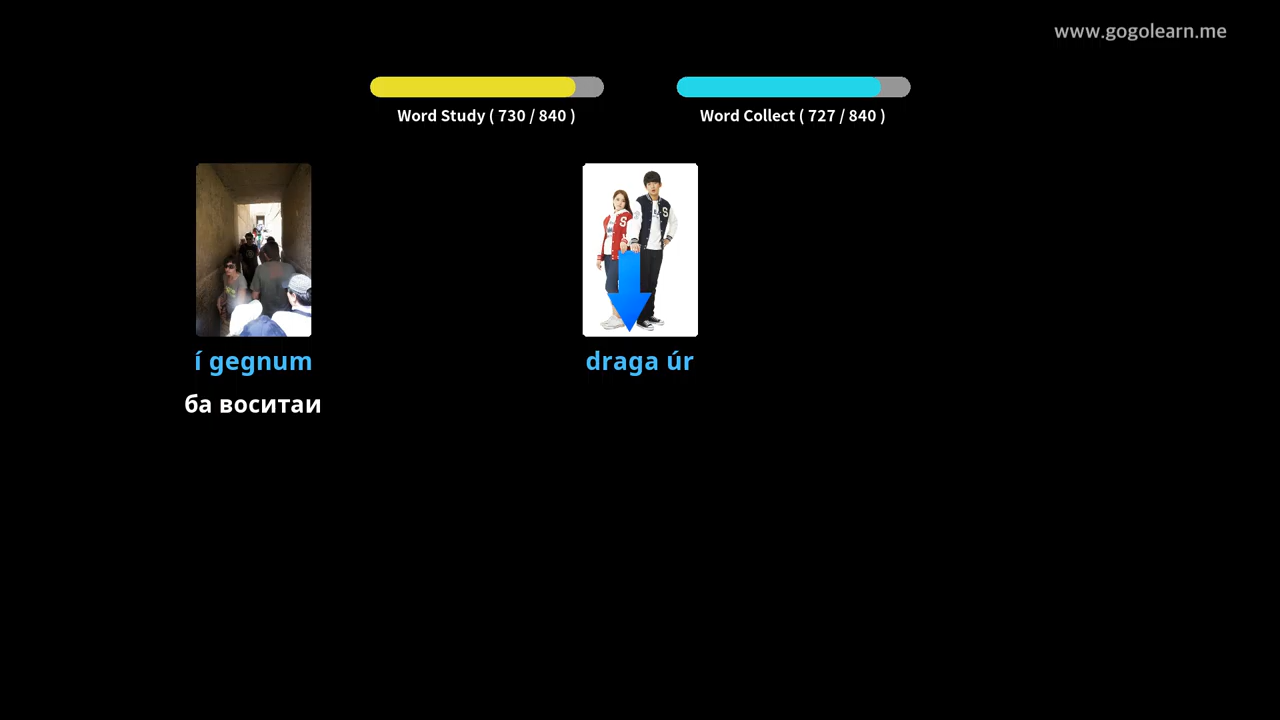 www.gogolearn.me
Word Study ( 730 / 840 )
Word Collect ( 727 / 840 )
S
S
í gegnum
draga úr
ба воситаи